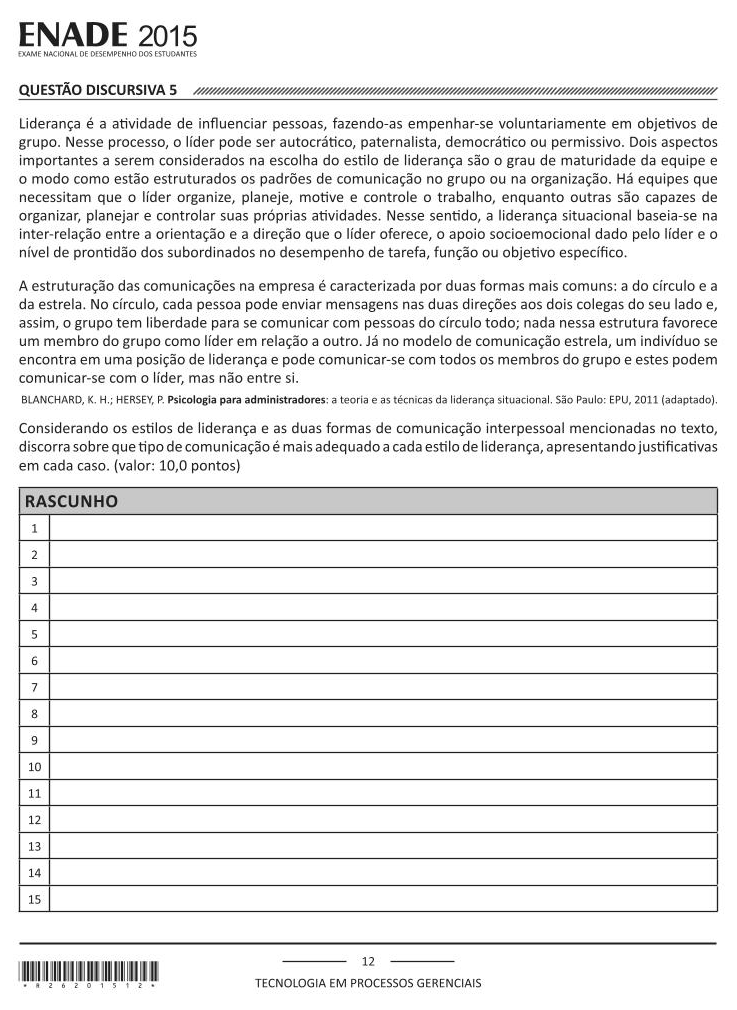 ENADE 2015
EXAME NACIONAL DE DESEMPENHO DOS ESTUDANTES
QUESTÃO DISCURSIVA 5
Liderança é a atividade de influenciar pessoas, fazendo-as empenhar-se voluntariamente em objetivos de
grupo. Nesse processo, o líder pode ser autocrático, paternalista, democrático ou permissivo. Dois aspectos
importantes a serem considerados na escolha do estilo de liderança são o grau de maturidade da equipe e
o modo como estão estruturados os padrões de comunicação no grupo ou na organização. Há equipes que
necessitam que o líder organize, planeje, motive e controle o trabalho, enquanto outras são capazes de
organizar, planejar e controlar suas próprias atividades. Nesse sentido, a liderança situacional baseia-se na
inter-relação entre a orientação e a direção que o líder oferece, o apoio socioemocional dado pelo líder e o
nível de prontidão dos subordinados no desempenho de tarefa, função ou objetivo específico.
A estruturação das comunicações na empresa é caracterizada por duas formas mais comuns: a do círculo e a
da estrela. No círculo, cada pessoa pode enviar mensagens nas duas direções aos dois colegas do seu lado e,
assim, o grupo tem liberdade para se comunicar com pessoas do círculo todo; nada nessa estrutura favorece
um membro do grupo como líder em relação a outro. Já no modelo de comunicação estrela, um indivíduo se
encontra em uma posição de liderança e pode comunicar-se com todos os membros do grupo e estes podem
comunicar-se com o líder, mas não entre si.
BLANCHARD, K. H.; HERSEY, P. Psicologia para administradores: a teoria e as técnicas da liderança situacional. São Paulo: EPU, 2011 (adaptado).
Considerando os estilos de liderança e as duas formas de comunicação interpessoal mencionadas no texto,
discorra sobre que tipo de comunicação é mais adequado a cada estilo de liderança, apresentando justificativas
em cada caso. (valor: 10,0 pontos)
RASCUNHO
1
2
3
4
5
6
7
8
9
10
11
12
13
14
15
12
TECNOLOGIA EM PROCESSOS GERENCIAIS
* R 2 6 2 0 1 5 1 2 *